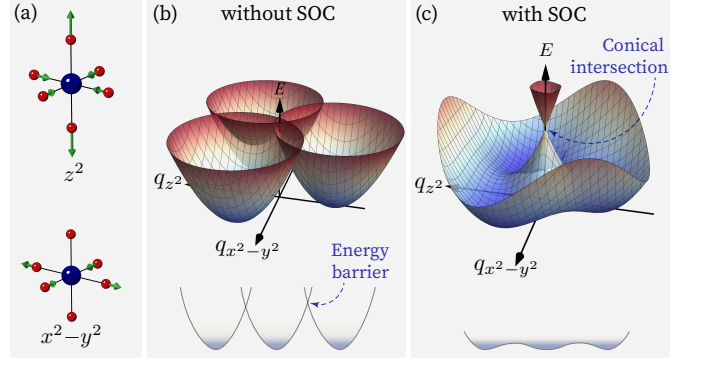 (a)
z²
x²−y²
(b) without SOC
E
q_{z²}
q_{x²−y²}
Energy
barrier
(c) with SOC
E
Conical
intersection
q_{z²}
q_{x²−y²}